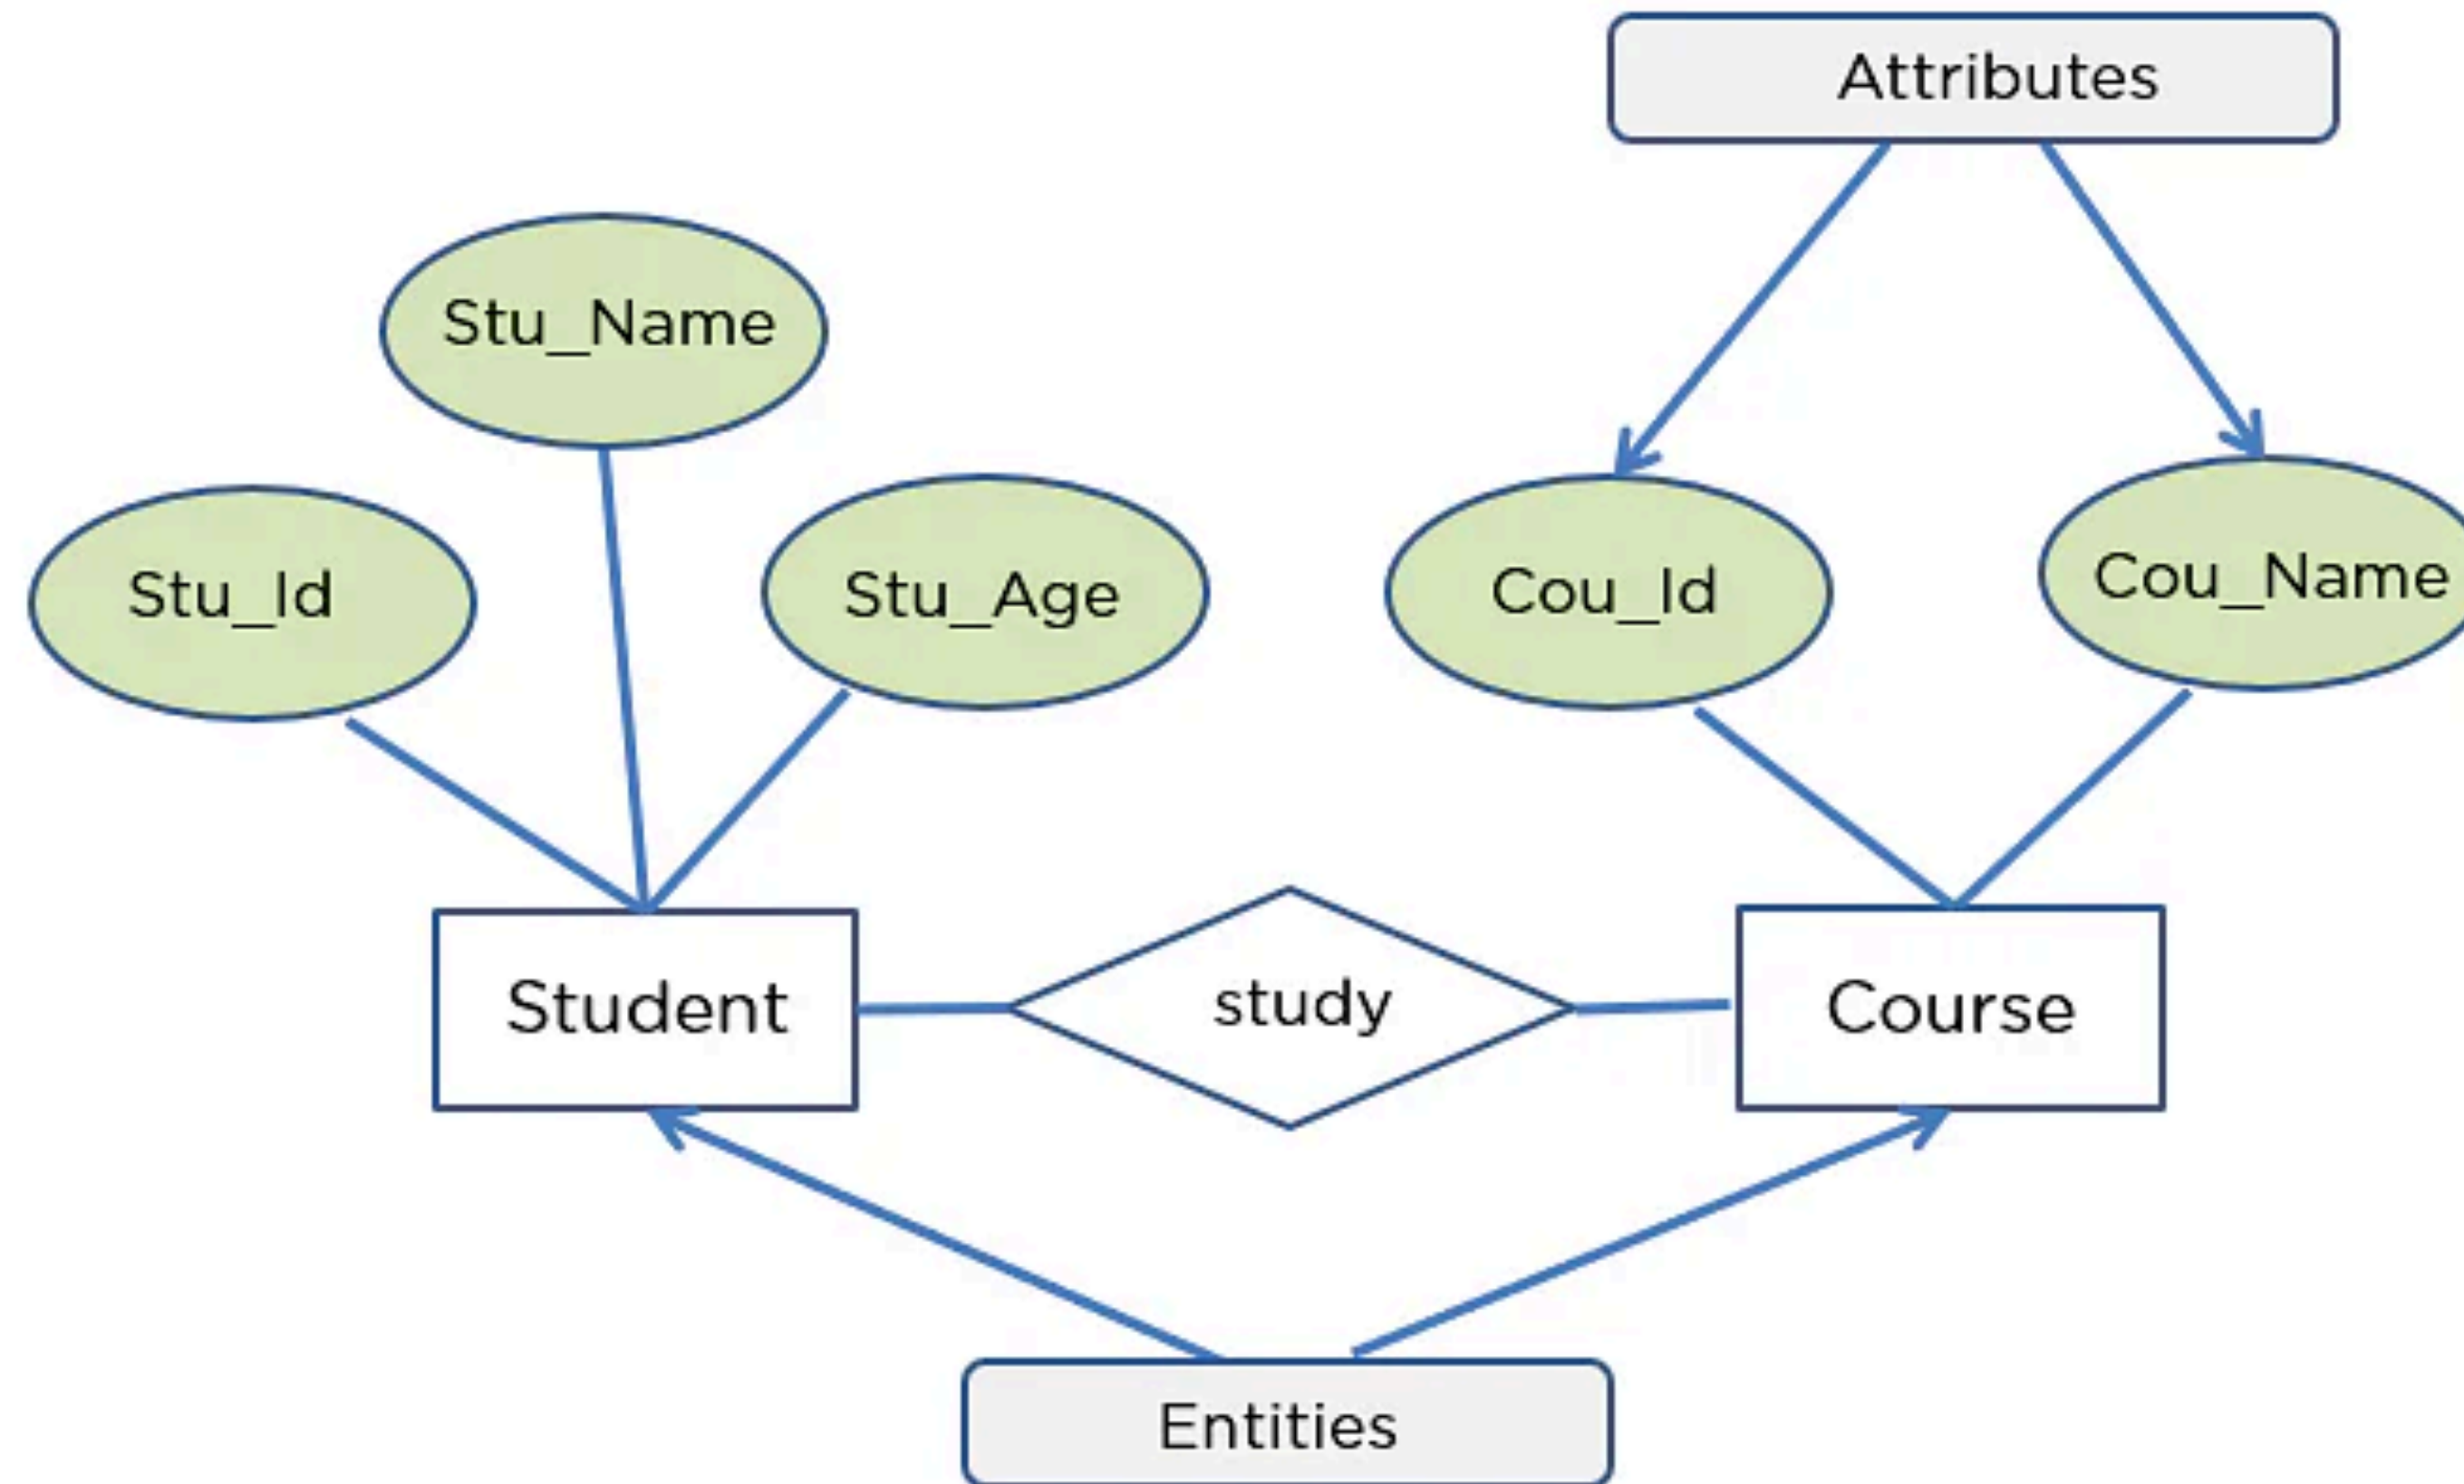 Attributes
Stu_Name
Stu_Id
Stu_Age
Cou_Id
Cou_Name
Student
study
Course
Entities